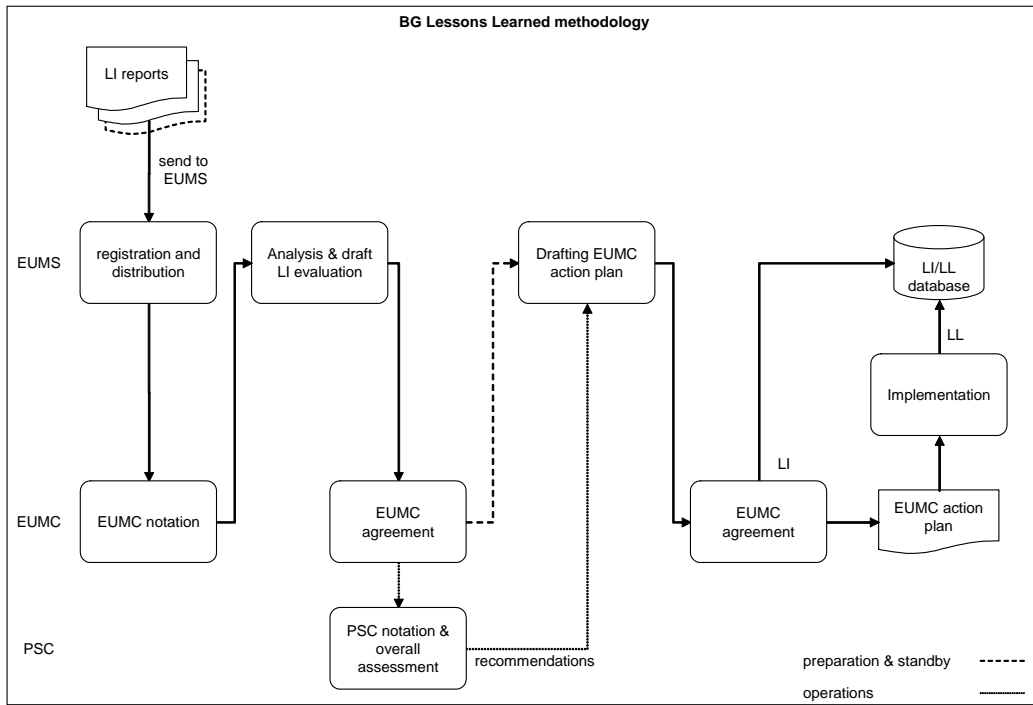 BG Lessons Learned methodology
LI reports
send to
EUMS
EUMS
registration and
distribution
Analysis & draft
LI evaluation
Drafting EUMC
action plan
LI/LL
database
LL
Implementation
LI
EUMC
EUMC notation
EUMC
agreement
EUMC
agreement
EUMC action
plan
PSC
PSC notation &
overall
assessment
recommendations
preparation & standby
operations